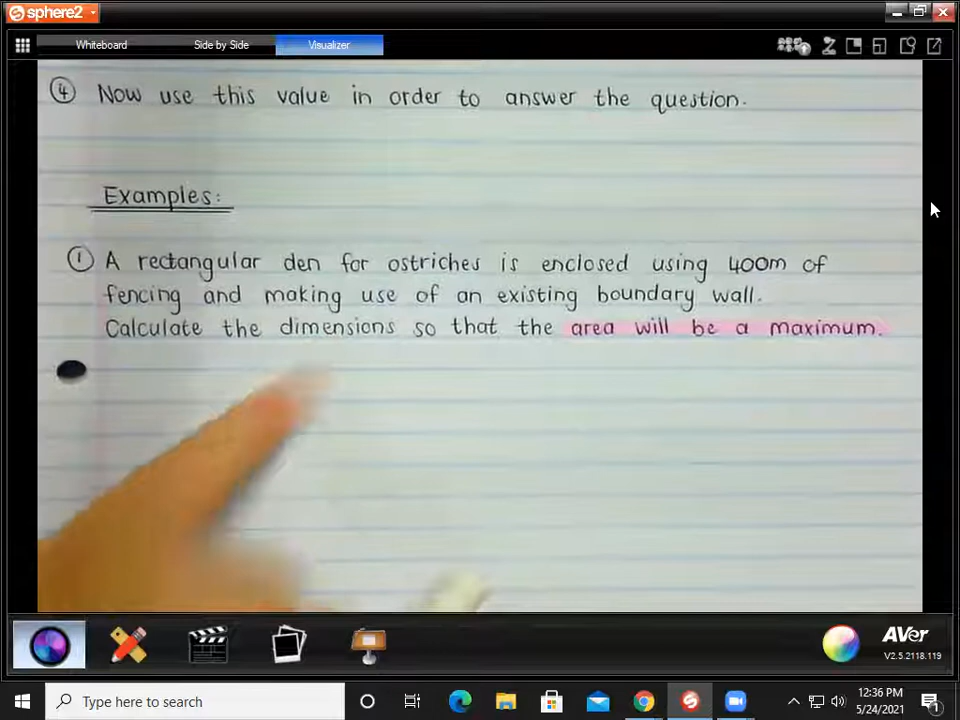 sphere2
Whiteboard
Side by Side
Visualizer
④ Now use this value in order to answer the question.
Examples:
① A rectangular den for ostriches is enclosed using 400m of
fencing and making use of an existing boundary wall.
Calculate the dimensions so that the area will be a maximum.
AVer
V2.5.2118.119
Type here to search
12:36 PM
5/24/2021
1